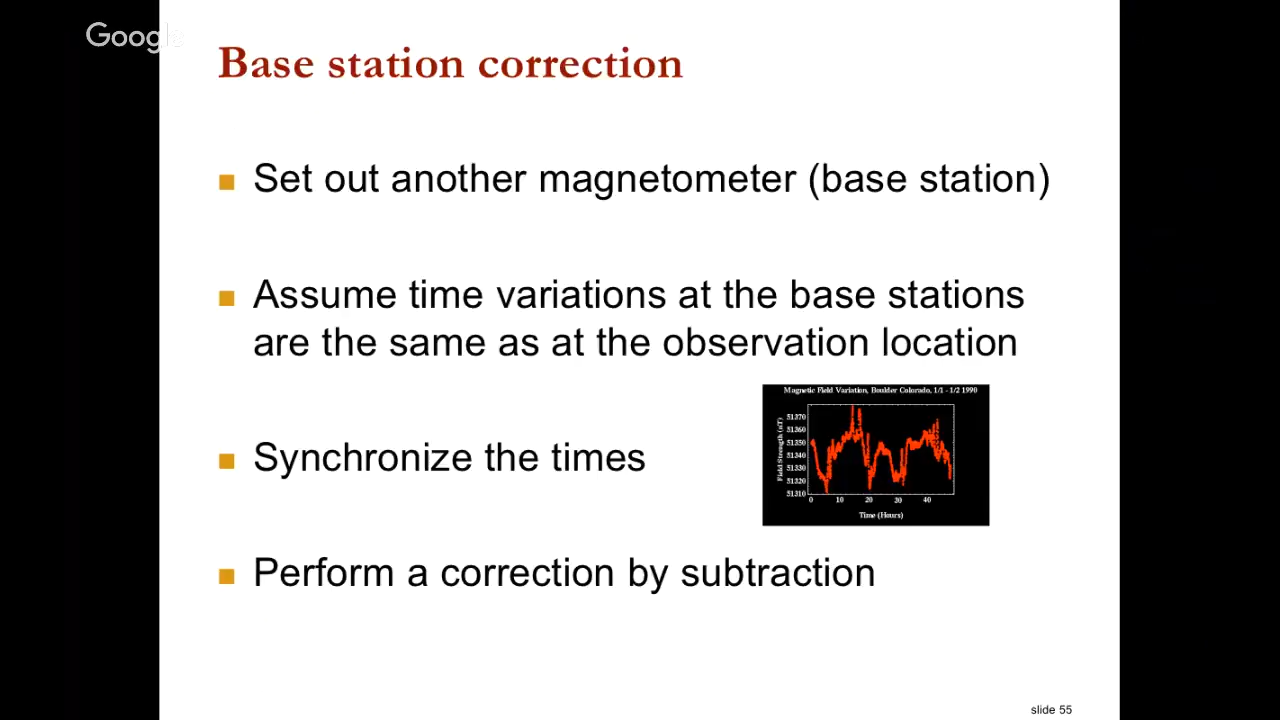 Google
Base station correction
Set out another magnetometer (base station)
Assume time variations at the base stations
are the same as at the observation location
Magnetic Field Variation, Boulder Colorado, 1/1 - 1/2 1990
Field Strength (nT)
51370
51360
51350
51340
51330
51320
51310
0 10 20 30 40
Time (Hours)
Synchronize the times
Perform a correction by subtraction
slide 55